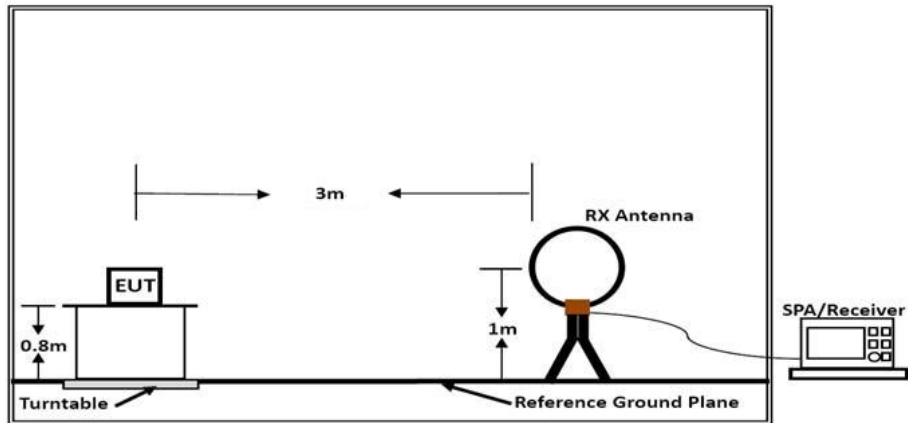 3m
RX Antenna
EUT
SPA/Receiver
0.8m
1m
Turntable
Reference Ground Plane